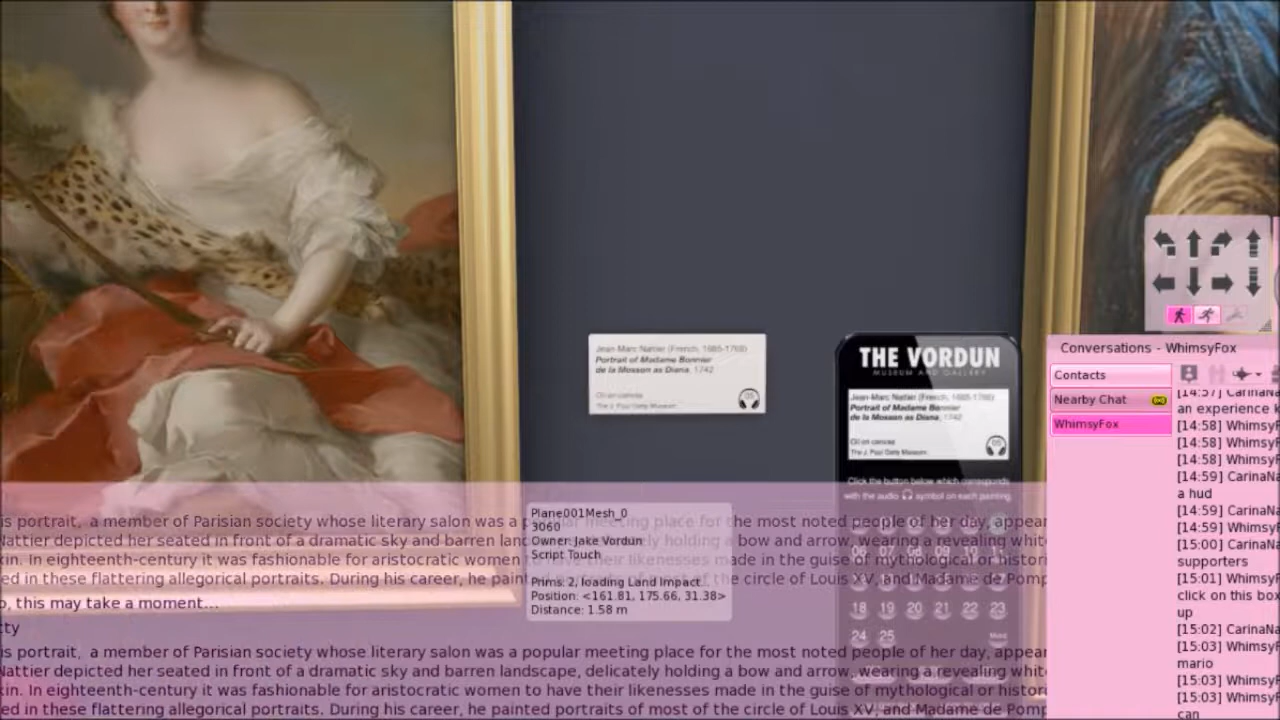 Jean-Marc Nattier (French, 1685-1766)
Portrait of Madame Bonnier
de la Mosson as Diana, 1742
Oil on canvas
The J. Paul Getty Museum
05
THE VORDUN
MUSEUM AND GALLERY
Jean-Marc Nattier (French, 1685-1766)
Portrait of Madame Bonnier
de la Mosson as Diana, 1742
Oil on canvas
The J. Paul Getty Museum
05
Click the button below which corresponds
with the audio symbol on each painting.
06 07 08 09 10
18 19 20 21 22 23
24 25
Plane001Mesh_0
3060
Owner: Jake Vordun
Script Touch
Prims: 2, loading Land Impact...
Position: <161.81, 175.66, 31.38>
Distance: 1.58 m
is portrait, a member of Parisian society whose literary salon was a popular meeting place for the most noted people of her day, appear
Nattier depicted her seated in front of a dramatic sky and barren landscape, delicately holding a bow and arrow, wearing a revealing white
in. In eighteenth-century it was fashionable for aristocratic women to have their likenesses made in the guise of mythological or histori
ed in these flattering allegorical portraits. During his career, he painted portraits of most of the circle of Louis XV, and Madame de Pomp
o, this may take a moment...
tty
is portrait, a member of Parisian society whose literary salon was a popular meeting place for the most noted people of her day, appear
Nattier depicted her seated in front of a dramatic sky and barren landscape, delicately holding a bow and arrow, wearing a revealing white
in. In eighteenth-century it was fashionable for aristocratic women to have their likenesses made in the guise of mythological or histori
ed in these flattering allegorical portraits. During his career, he painted portraits of most of the circle of Louis XV, and Madame de Pomp
Conversations - WhimsyFox
Contacts
Nearby Chat
WhimsyFox
[14:57] CarinaNa
an experience
[14:58] WhimsyF
[14:58] WhimsyF
[14:58] WhimsyF
[14:59] CarinaNa
a hud
[14:59] CarinaNa
[14:59] WhimsyF
[15:00] CarinaNa
supporters
[15:01] WhimsyF
click on this box
up
[15:02] CarinaNa
[15:03] WhimsyF
mario
[15:03] WhimsyF
[15:03] WhimsyF
can